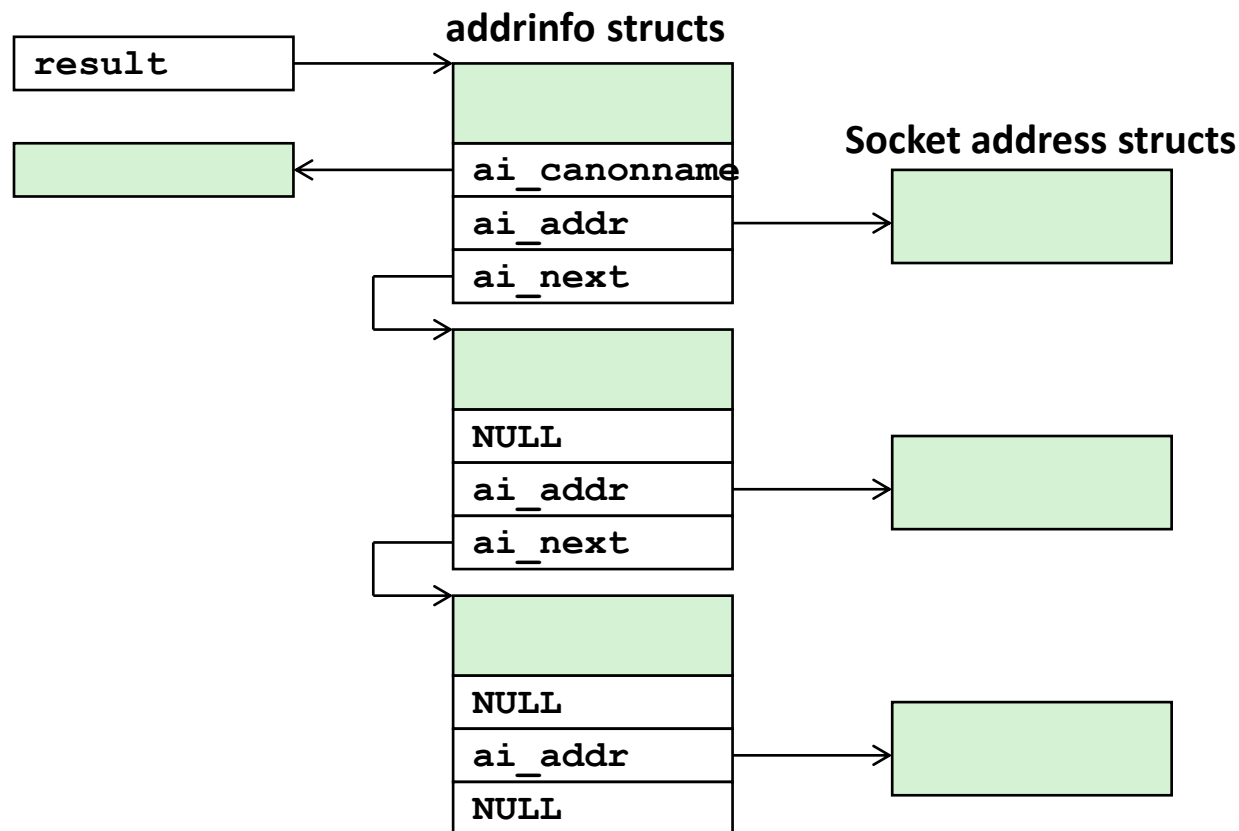 addrinfo structs
result
Socket address structs
ai_canonname
ai_addr
ai_next
NULL
ai_addr
ai_next
NULL
ai_addr
NULL